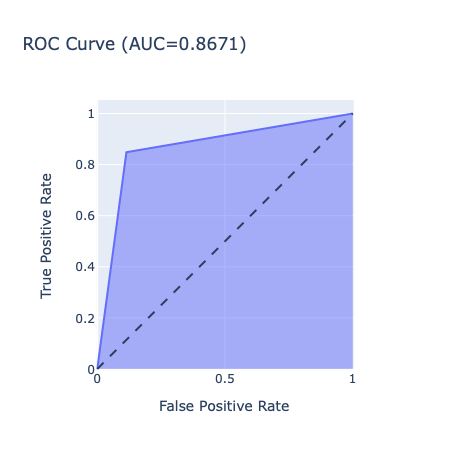 ROC Curve (AUC=0.8671)
1
0.8
0.6
0.4
0.2
0
True Positive Rate
0 0.5 1
False Positive Rate